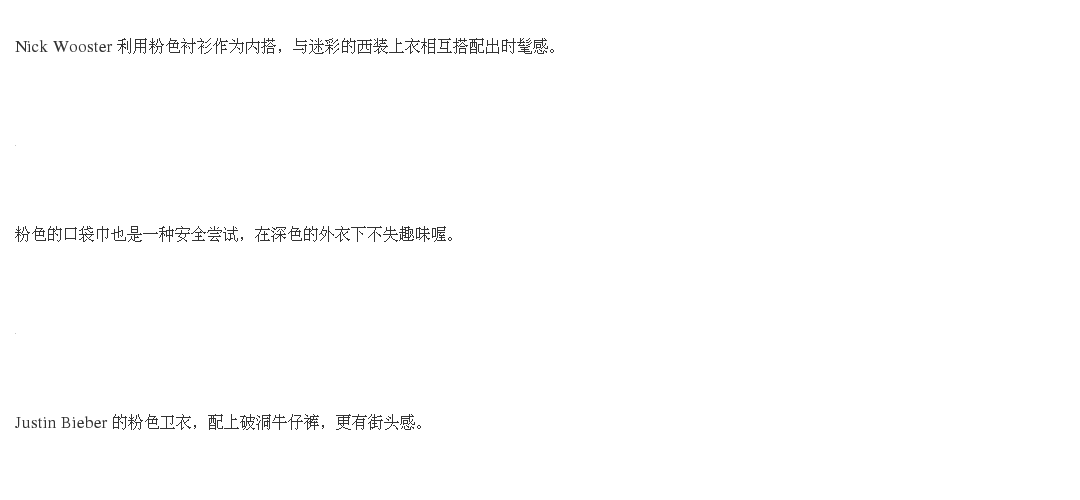 Nick Wooster 利用粉色衬衫作为内搭，与迷彩的西装上衣相互搭配出时髦感。
粉色的口袋巾也是一种安全尝试，在深色的外衣下不失趣味喔。
Justin Bieber 的粉色卫衣，配上破洞牛仔裤，更有街头感。